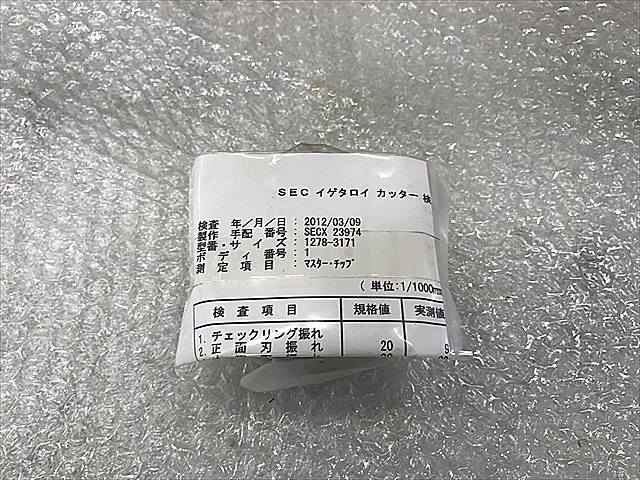 SEC イゲタロイ カッター 検
検査 年/月/日 : 2012/03/09
製作 手配 番号 : SECX 23974
型番・サイズ : 1278-3171
ボディ番号 : 1
測定項目 : マスター・チップ
(単位:1/1000mm
検査項目 規格値 実測値
1. チェックリング振れ
2. 正面刃振れ 20 9